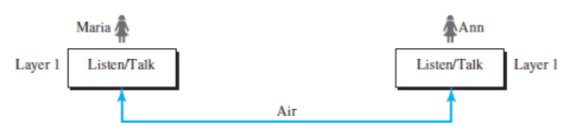 Maria
Ann
Layer 1
Listen/Talk
Listen/Talk
Layer 1
Air